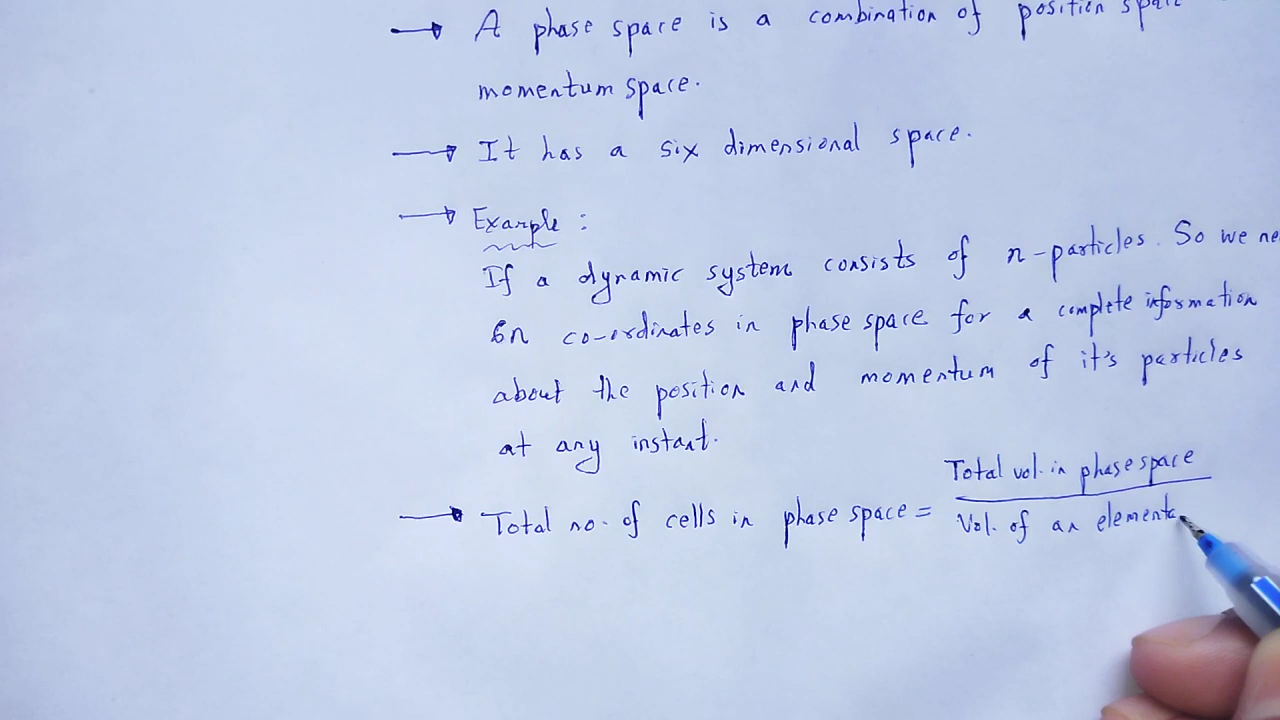 → A phase space is a combination of position space
momentum space.
→ It has a six dimensional space.
→ Example :
If a dynamic system consists of n-particles. So we ne
6n co-ordinates in phase space for a complete information
about the position and momentum of it's particles
at any instant.
→ Total no. of cells in phase space = Total vol. in phase space
Vol. of an elementa